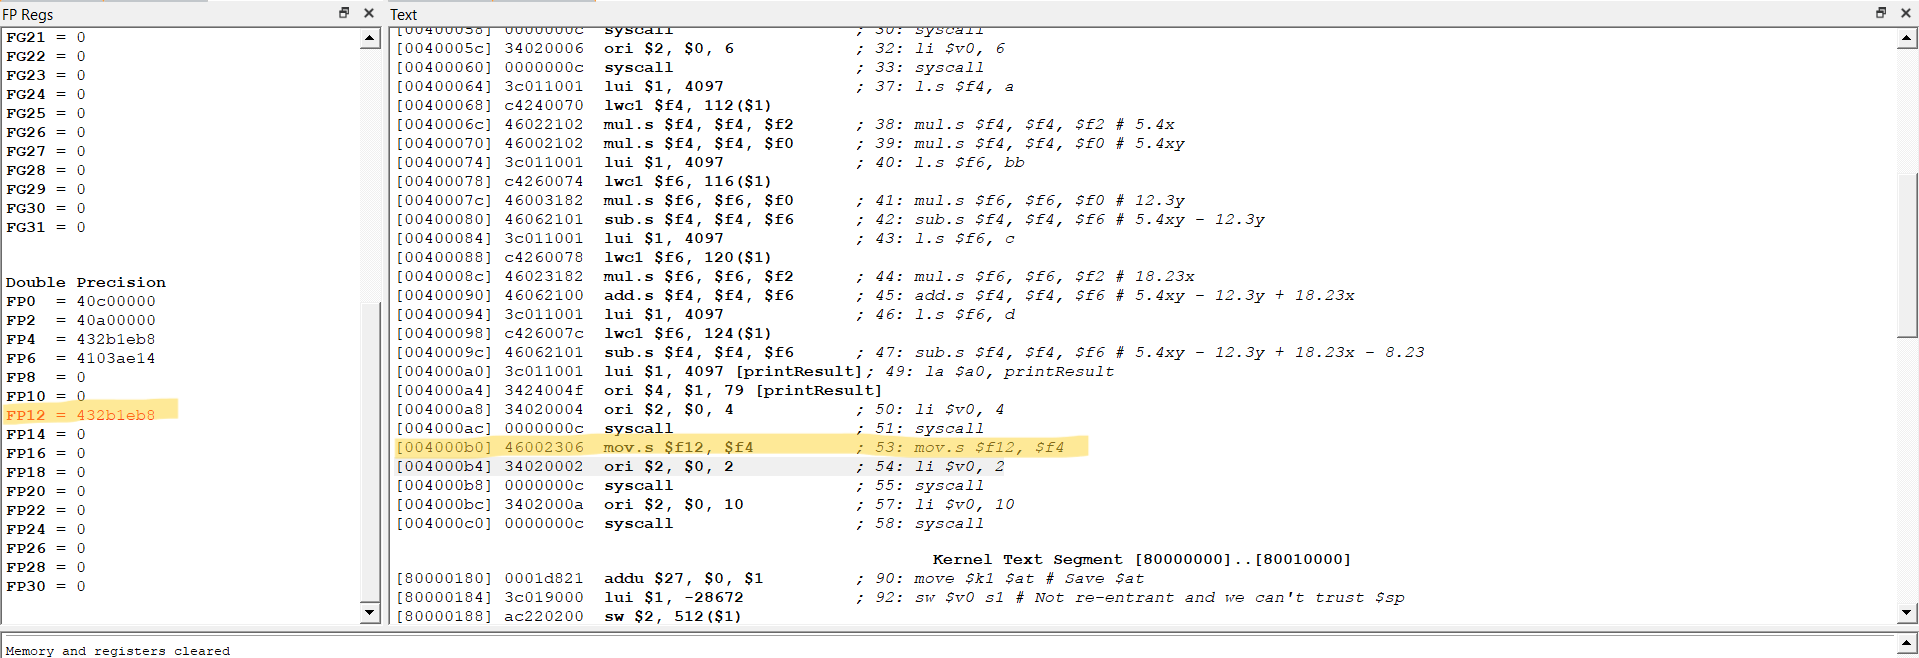 FP Regs
FG21 = 0
FG22 = 0
FG23 = 0
FG24 = 0
FG25 = 0
FG26 = 0
FG27 = 0
FG28 = 0
FG29 = 0
FG30 = 0
FG31 = 0
Double Precision
FP0 = 40c00000
FP2 = 40a00000
FP4 = 432b1eb8
FP6 = 4103ae14
FP8 = 0
FP10 = 0
FP12 = 432b1eb8
FP14 = 0
FP16 = 0
FP18 = 0
FP20 = 0
FP22 = 0
FP24 = 0
FP26 = 0
FP28 = 0
FP30 = 0
Text
[00400058] 0000000c syscall ; 30: syscall
[0040005c] 34020006 ori $2, $0, 6 ; 32: li $v0, 6
[00400060] 0000000c syscall ; 33: syscall
[00400064] 3c011001 lui $1, 4097 ; 37: l.s $f4, a
[00400068] c4240070 lwc1 $f4, 112($1)
[0040006c] 46022102 mul.s $f4, $f4, $f2 ; 38: mul.s $f4, $f4, $f2 # 5.4x
[00400070] 46002102 mul.s $f4, $f4, $f0 ; 39: mul.s $f4, $f4, $f0 # 5.4xy
[00400074] 3c011001 lui $1, 4097 ; 40: l.s $f6, bb
[00400078] c4260074 lwc1 $f6, 116($1)
[0040007c] 46003182 mul.s $f6, $f6, $f0 ; 41: mul.s $f6, $f6, $f0 # 12.3y
[00400080] 46062101 sub.s $f4, $f4, $f6 ; 42: sub.s $f4, $f4, $f6 # 5.4xy - 12.3y
[00400084] 3c011001 lui $1, 4097 ; 43: l.s $f6, c
[00400088] c4260078 lwc1 $f6, 120($1)
[0040008c] 46023182 mul.s $f6, $f6, $f2 ; 44: mul.s $f6, $f6, $f2 # 18.23x
[00400090] 46062100 add.s $f4, $f4, $f6 ; 45: add.s $f4, $f4, $f6 # 5.4xy - 12.3y + 18.23x
[00400094] 3c011001 lui $1, 4097 ; 46: l.s $f6, d
[00400098] c426007c lwc1 $f6, 124($1)
[0040009c] 46062101 sub.s $f4, $f4, $f6 ; 47: sub.s $f4, $f4, $f6 # 5.4xy - 12.3y + 18.23x - 8.23
[004000a0] 3c011001 lui $1, 4097 [printResult]; 49: la $a0, printResult
[004000a4] 3424004f ori $4, $1, 79 [printResult]
[004000a8] 34020004 ori $2, $0, 4 ; 50: li $v0, 4
[004000ac] 0000000c syscall ; 51: syscall
[004000b0] 46002306 mov.s $f12, $f4 ; 53: mov.s $f12, $f4
[004000b4] 34020002 ori $2, $0, 2 ; 54: li $v0, 2
[004000b8] 0000000c syscall ; 55: syscall
[004000bc] 3402000a ori $2, $0, 10 ; 57: li $v0, 10
[004000c0] 0000000c syscall ; 58: syscall
Kernel Text Segment [80000000]..[80010000]
[80000180] 0001d821 addu $27, $0, $1 ; 90: move $k1 $at # Save $at
[80000184] 3c019000 lui $1, -28672 ; 92: sw $v0 s1 # Not re-entrant and we can't trust $sp
[80000188] ac220200 sw $2, 512($1)
Memory and registers cleared